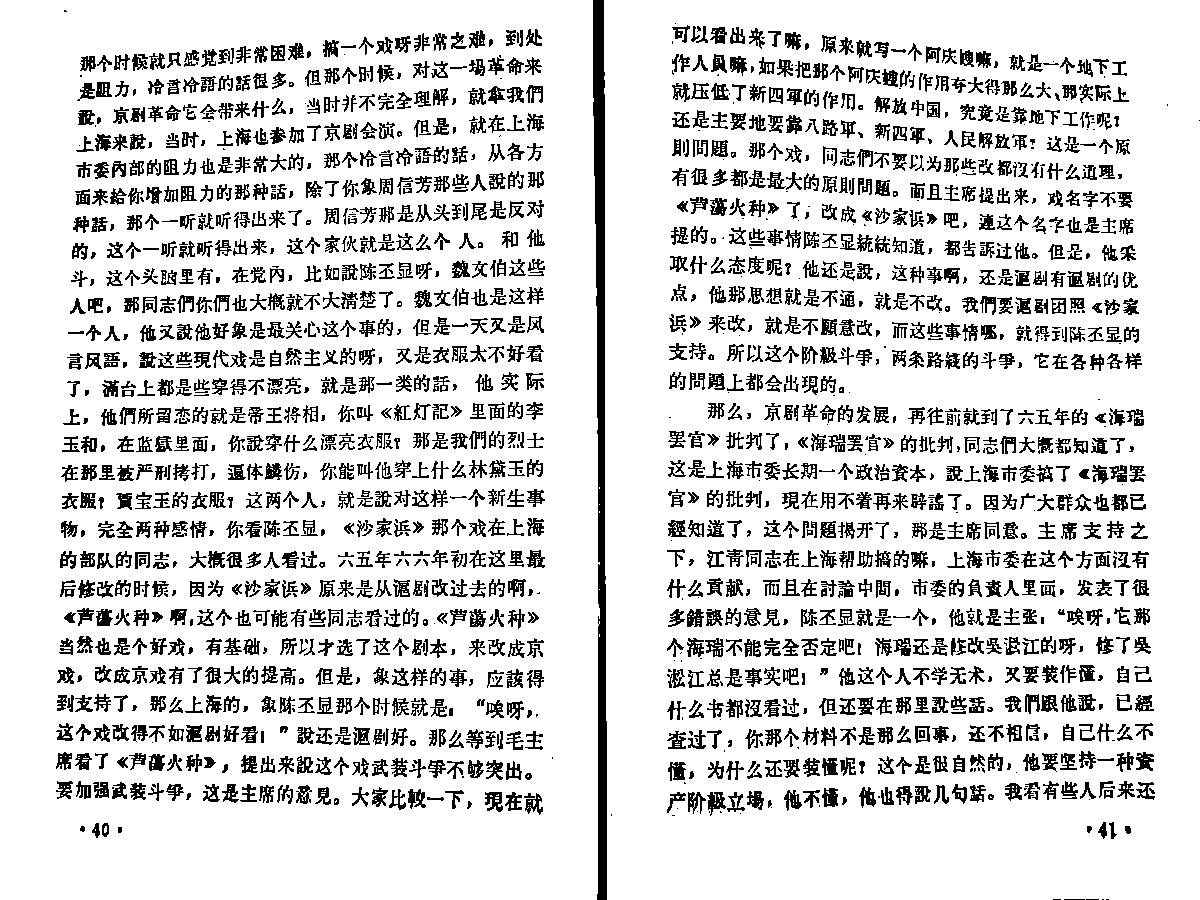 那个时候就只感觉到非常困难，搞一个戏呀非常之难，到处
是阻力，冷言冷語的話很多。但那个时候，对这一場革命来
說，京剧革命它会带来什么，当时并不完全理解，就拿我們
上海来說，当时，上海也参加了京剧会演。但是，就在上海
市委內部的阻力也是非常大的，那个冷言冷語的話，从各方
面来給你增加阻力的那种話，除了你象周信芳那些人說的那
种話，那个一听就听得出来了。周信芳那是从头到尾是反对
的，这个一听就听得出来，这个家伙就是这么个人。和他
斗，这个头脑里有，在党內，比如說陈丕显呀，魏文伯这些
人吧，那同志們你們也大概就不大清楚了。魏文伯也是这样
一个人，他又說他好象是最关心这个事的，但是一天又是风
言风語，說这些現代戏是自然主义的呀，又是衣服太不好看
了，滿台上都是些穿得不漂亮，就是那一类的話，他实际
上，他們所留恋的就是帝王将相，你叫《紅灯記》里面的李
玉和，在监獄里面，你說穿什么漂亮衣服？那是我們的烈士
在那里被严刑拷打，遍体鱗伤，你能叫他穿上什么林黛玉的
衣服？賈宝玉的衣服？这两个人，就是說对这样一个新生事
物，完全两种感情，你看陈丕显，《沙家浜》那个戏在上海
的部队的同志，大概很多人看过。六五年六六年初在这里最
后修改的时候，因为《沙家浜》原来是从滬剧改过去的啊，
《芦蕩火种》啊，这个也可能有些同志看过的。《芦蕩火种》
当然也是个好戏，有基础，所以才选了这个剧本，来改成京
戏，改成京戏有了很大的提高。但是，象这样的事，应該得
到支持了，那么上海的，象陈丕显那个时候就是：“唉呀，
这个戏改得不如滬剧好看！”說还是滬剧好。那么等到毛主
席看了《芦蕩火种》，提出来說这个戏武装斗爭不够突出。
要加强武装斗爭，这是主席的意見。大家比較一下，現在就
·40·
可以看出来了嘛，原来就写一个阿庆嫂嘛，就是一个地下工
作人員嘛，如果把那个阿庆嫂的作用夸大得那么大、那实际上
就压低了新四軍的作用。解放中国，究竟是靠地下工作呢？
还是主要地要靠八路軍、新四軍、人民解放軍？这是一个原
則問題。那个戏，同志們不要以为那些改都沒有什么道理，
有很多都是最大的原則問題。而且主席提出来，戏名字不要
《芦蕩火种》了，改成《沙家浜》吧，連这个名字也是主席
提的。这些事情陈丕显統統知道，都告訴过他。但是，他采
取什么态度呢？他还是說，这种事啊，还是滬剧有滬剧的优
点，他那思想就是不通，就是不改。我們要滬剧团照《沙家
浜》来改，就是不願意改，而这些事情哪，就得到陈丕显的
支持。所以这个阶級斗爭，两条路綫的斗爭，它在各种各样
的問題上都会出現的。
那么，京剧革命的发展，再往前就到了六五年的《海瑞
罢官》批判了，《海瑞罢官》的批判，同志們大概都知道了，
这是上海市委长期一个政治資本，說上海市委搞了《海瑞罢
官》的批判，現在用不着再来辟謠了。因为广大群众也都已
經知道了，这个問題揭开了，那是主席同意。主席支持之
下，江青同志在上海帮助搞的嘛，上海市委在这个方面沒有
什么貢献，而且在討論中間，市委的負責人里面，发表了很
多錯誤的意見，陈丕显就是一个，他就是主张：“唉呀，它那
个海瑞不能完全否定吧！海瑞还是修改吳淞江的呀，修了吳
淞江总是事实吧！”他这个人不学无术，又要装作懂，自己
什么书都沒看过，但还要在那里說些話。我們跟他說，已經
查过了，你那个材料不是那么回事，还不相信，自己什么不
懂，为什么还要装懂呢？这个是很自然的，他要坚持一种資
产阶級立場，他不懂，他也得說几句話。我看有些人后来还
·41·